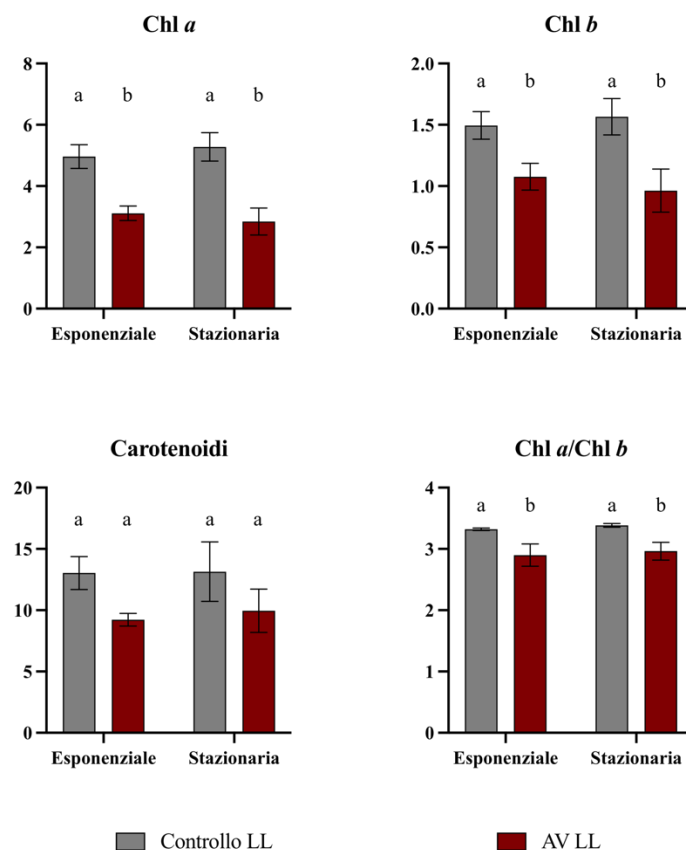 Chl a
8
6
4
2
0
a b a b
Esponenziale Stazionaria
Chl b
2.0
1.5
1.0
0.5
0.0
a b a b
Esponenziale Stazionaria
Carotenoidi
20
15
10
5
0
a a a a
Esponenziale Stazionaria
Chl a/Chl b
4
3
2
1
0
a b a b
Esponenziale Stazionaria
Controllo LL AV LL